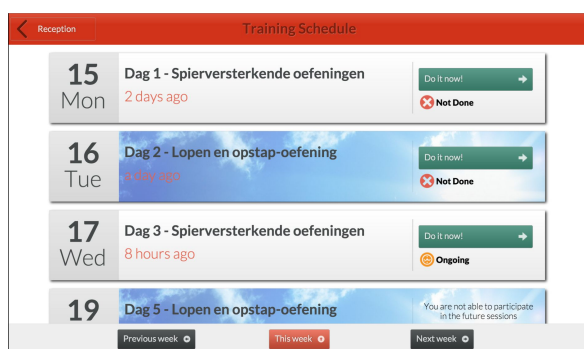 Reception
Training Schedule
15
Mon
Dag 1 - Spierversterkende oefeningen
2 days ago
Do it now!
Not Done
16
Tue
Dag 2 - Lopen en opstap-oefening
a day ago
Do it now!
Not Done
17
Wed
Dag 3 - Spierversterkende oefeningen
8 hours ago
Do it now!
Ongoing
19
Dag 5 - Lopen en opstap-oefening
You are not able to participate
in the future sessions
Previous week
This week
Next week